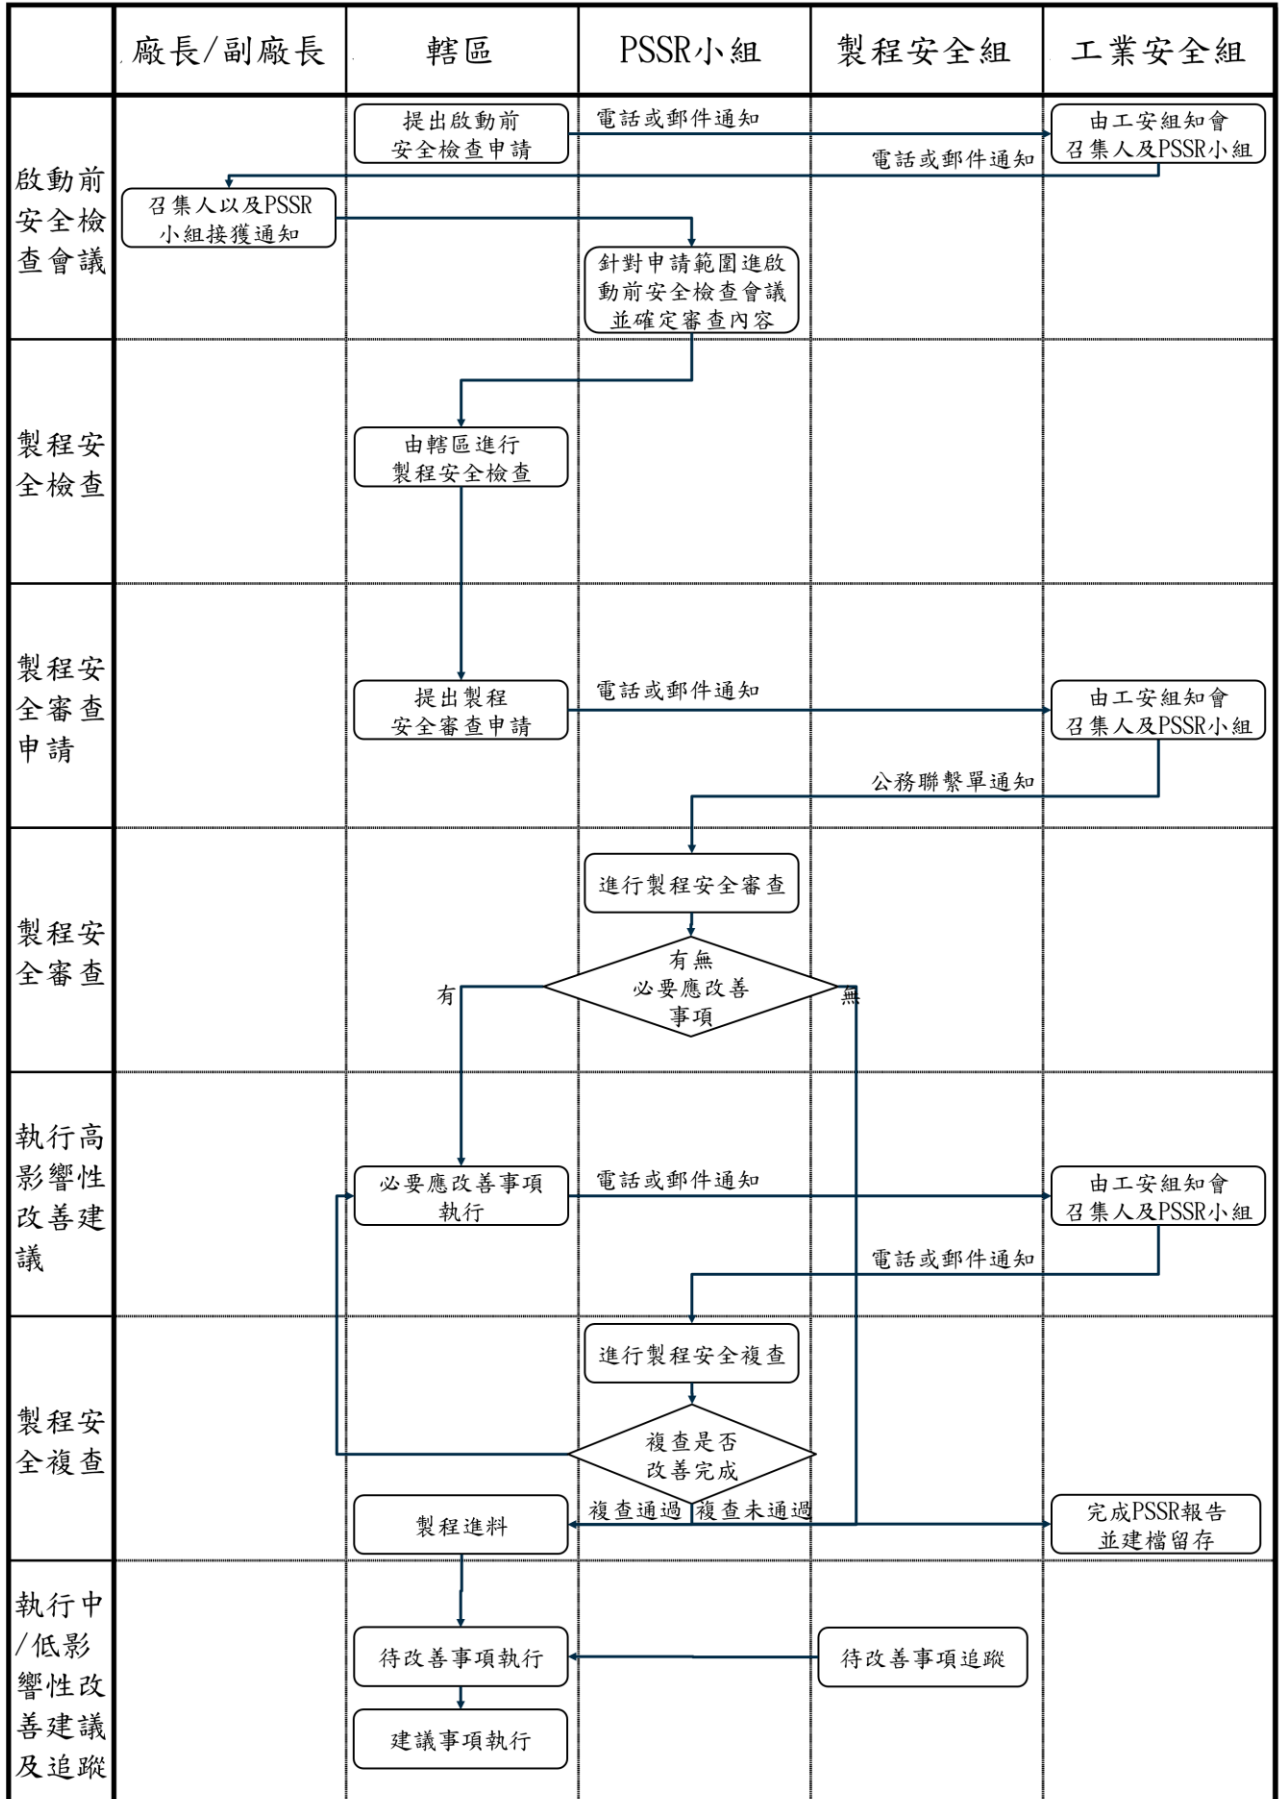 廠長/副廠長
轄區
PSSR小組
製程安全組
工業安全組
啟動前
安全檢
查會議
提出啟動前
安全檢查申請
電話或郵件通知
由工安組知會
召集人及PSSR小組
電話或郵件通知
召集人以及PSSR
小組接獲通知
針對申請範圍進啟
動前安全檢查會議
並確定審查內容
製程安
全檢查
由轄區進行
製程安全檢查
製程安
全審查
申請
提出製程
安全審查申請
電話或郵件通知
由工安組知會
召集人及PSSR小組
公務聯繫單通知
製程安
全審查
進行製程安全審查
有無
必要應改善
事項
有
無
執行高
影響性
改善建
議
必要應改善事項
執行
電話或郵件通知
由工安組知會
召集人及PSSR小組
電話或郵件通知
製程安
全複查
進行製程安全複查
複查是否
改善完成
複查通過
複查未通過
製程進料
完成PSSR報告
並建檔留存
執行中
/低影
響性改
善建議
及追蹤
待改善事項執行
待改善事項追蹤
建議事項執行